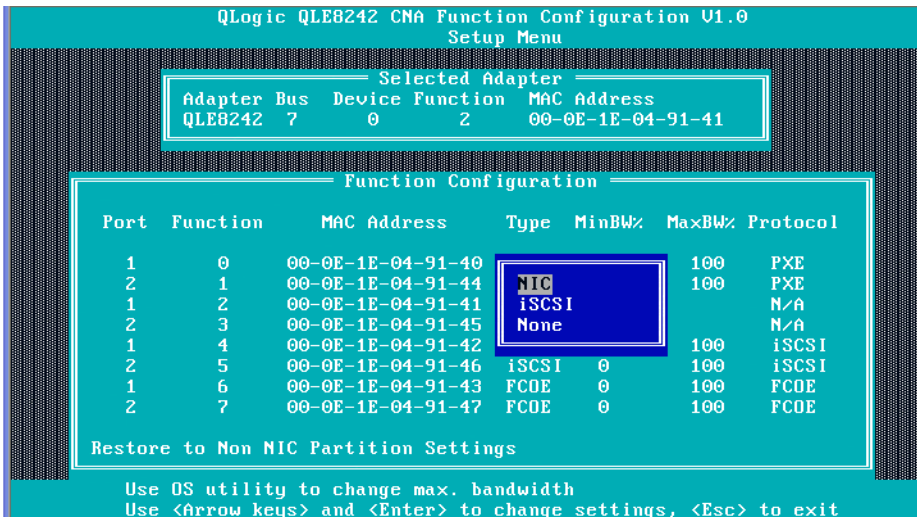 QLogic QLE8242 CNA Function Configuration V1.0
Setup Menu
Selected Adapter
Adapter Bus Device Function MAC Address
QLE8242 7 0 2 00-0E-1E-04-91-41
Function Configuration
Port Function MAC Address Type MinBW% MaxBW% Protocol
1 0 00-0E-1E-04-91-40 100 PXE
2 1 00-0E-1E-04-91-44 NIC 100 PXE
1 2 00-0E-1E-04-91-41 iSCSI N/A
2 3 00-0E-1E-04-91-45 None N/A
1 4 00-0E-1E-04-91-42 100 iSCSI
2 5 00-0E-1E-04-91-46 iSCSI 0 100 iSCSI
1 6 00-0E-1E-04-91-43 FCOE 0 100 FCOE
2 7 00-0E-1E-04-91-47 FCOE 0 100 FCOE
Restore to Non NIC Partition Settings
Use OS utility to change max. bandwidth
Use <Arrow keys> and <Enter> to change settings, <Esc> to exit